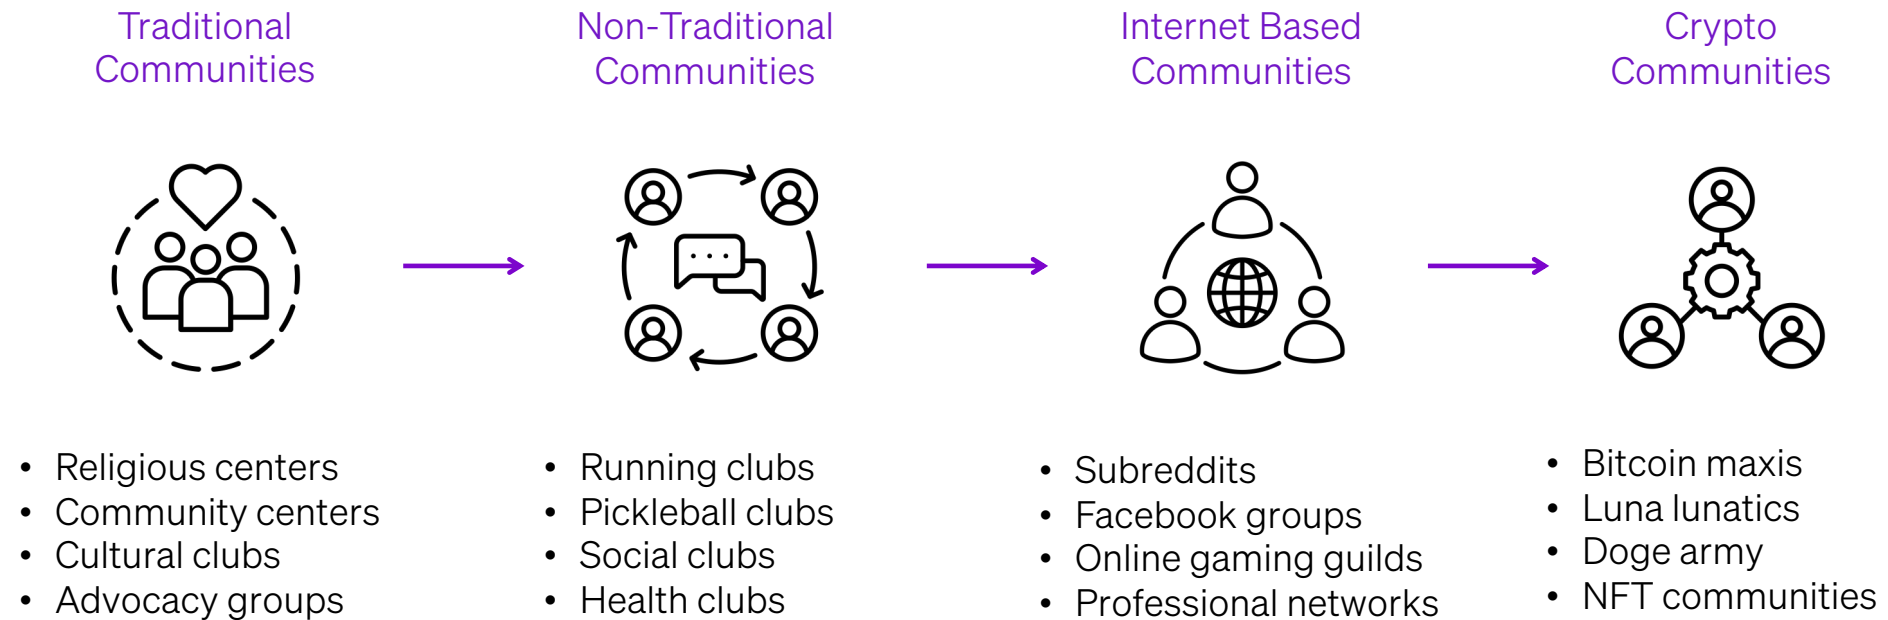 Traditional
Communities
Non-Traditional
Communities
Internet Based
Communities
Crypto
Communities
• Religious centers
• Community centers
• Cultural clubs
• Advocacy groups
• Running clubs
• Pickleball clubs
• Social clubs
• Health clubs
• Subreddits
• Facebook groups
• Online gaming guilds
• Professional networks
• Bitcoin maxis
• Luna lunatics
• Doge army
• NFT communities